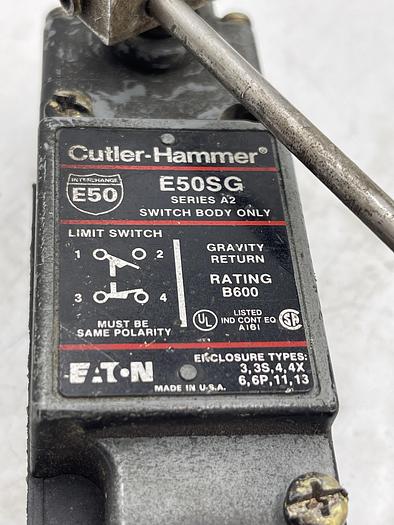 Cutler-Hammer®
INTERCHANGE
E50
E50SG
SERIES A2
SWITCH BODY ONLY
LIMIT SWITCH
1 2
3 4
MUST BE
SAME POLARITY
GRAVITY
RETURN
RATING
B600
UL
LISTED
IND CONT EQ
A161
SA
EATON
MADE IN U.S.A.
ENCLOSURE TYPES:
3,3S,4,4X
6,6P,11,13